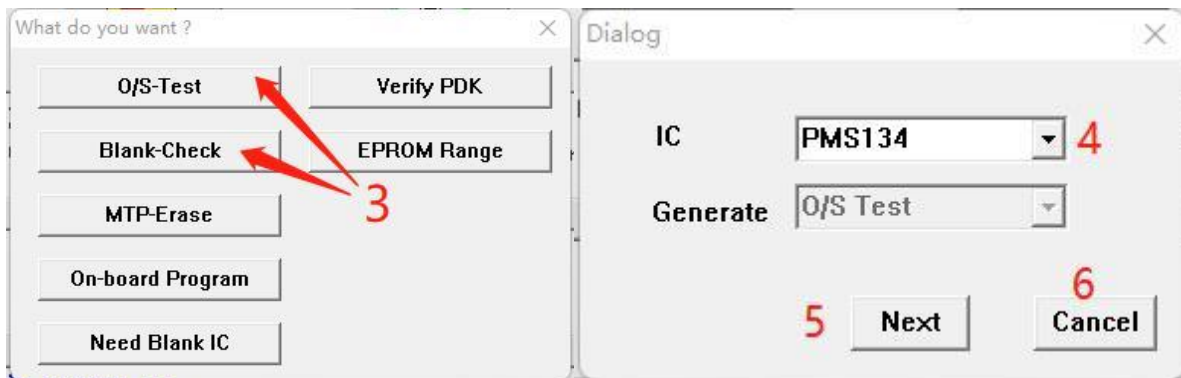 What do you want ?
O/S-Test
Verify PDK
Blank-Check
EPROM Range
3
MTP-Erase
On-board Program
Need Blank IC
Dialog
IC
PMS134
4
Generate
O/S Test
5
Next
6
Cancel